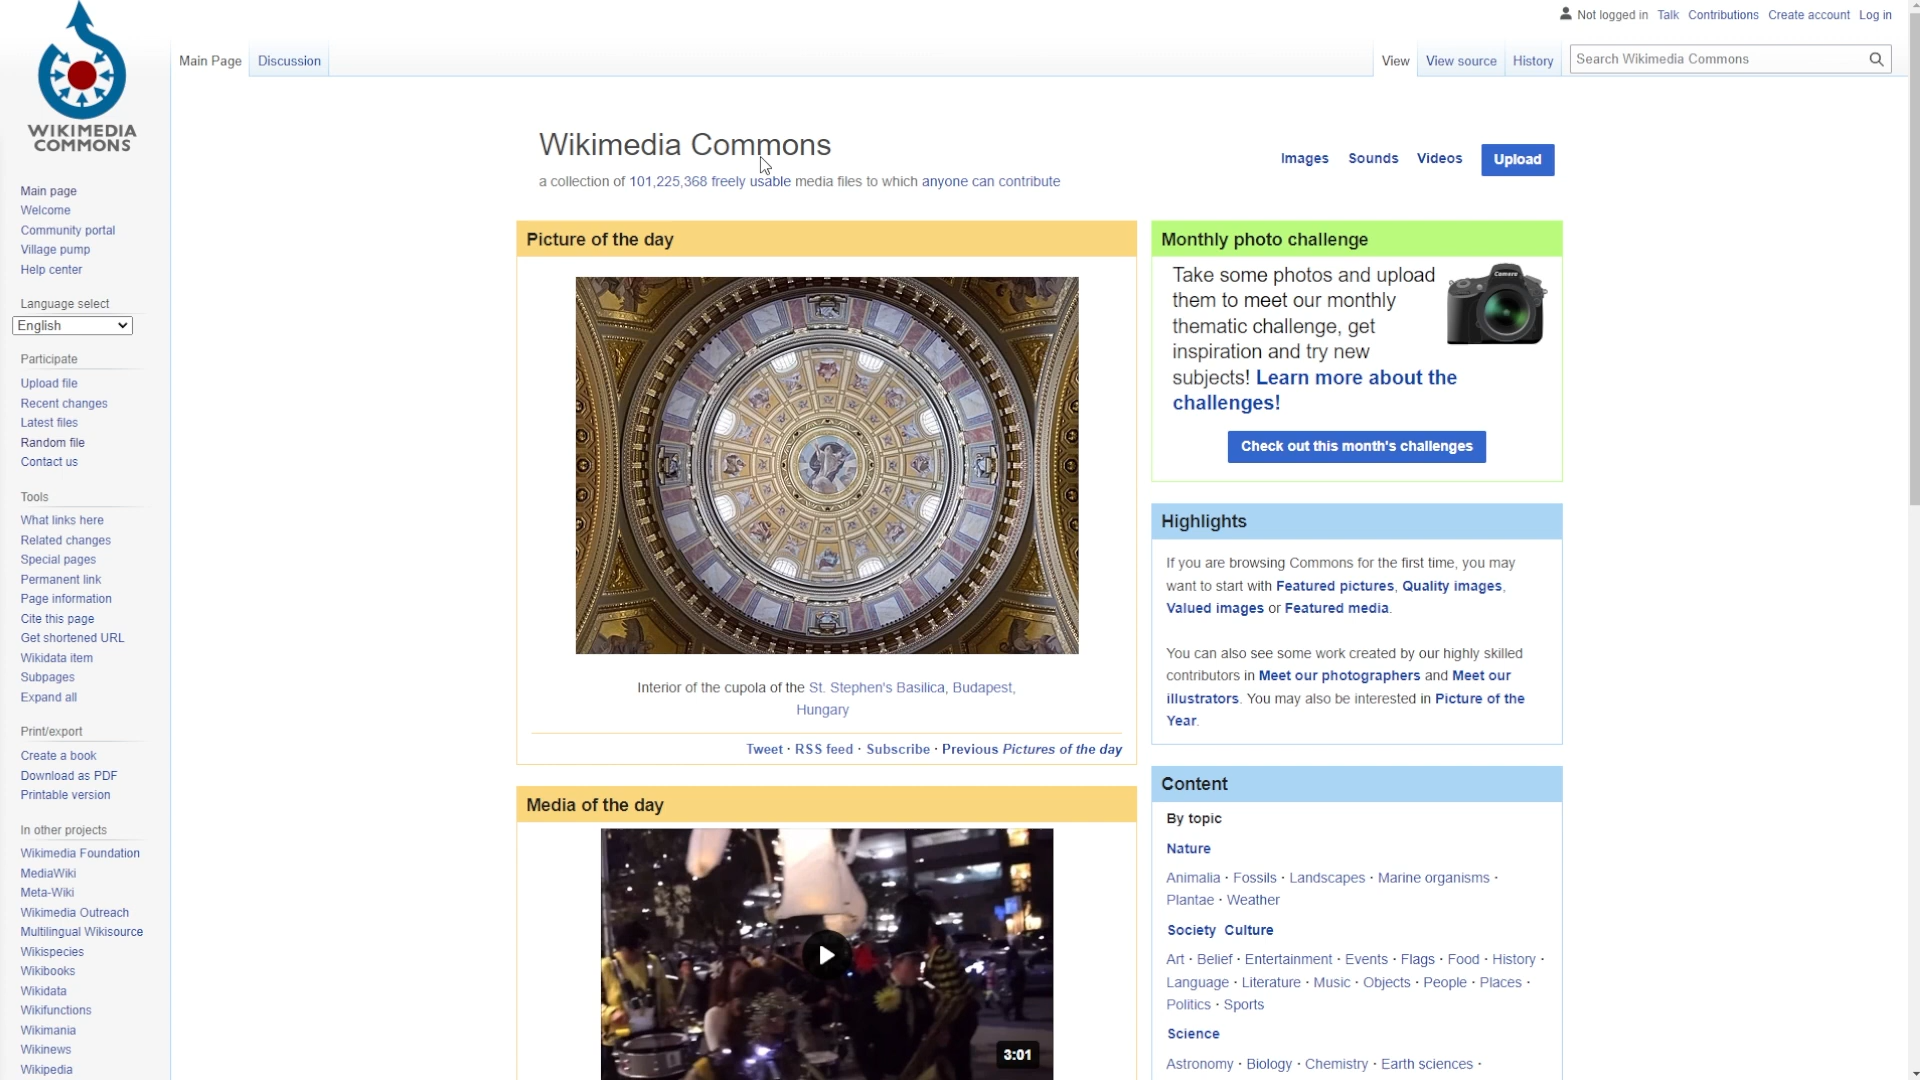 Not logged in Talk Contributions Create account Log in
Main Page Discussion
View View source History Search Wikimedia Commons
WIKIMEDIA
COMMONS
Main page
Welcome
Community portal
Village pump
Help center
Language select
English
Participate
Upload file
Recent changes
Latest files
Random file
Contact us
Tools
What links here
Related changes
Special pages
Permanent link
Page information
Cite this page
Get shortened URL
Wikidata item
Subpages
Expand all
Print/export
Create a book
Download as PDF
Printable version
In other projects
Wikimedia Foundation
MediaWiki
Meta-Wiki
Wikimedia Outreach
Multilingual Wikisource
Wikispecies
Wikibooks
Wikidata
Wikifunctions
Wikimania
Wikinews
Wikipedia
Wikimedia Commons
a collection of 101,225,368 freely usable media files to which anyone can contribute
Images Sounds Videos Upload
Picture of the day
Interior of the cupola of the St. Stephen's Basilica, Budapest,
Hungary
Tweet · RSS feed · Subscribe · Previous Pictures of the day
Media of the day
3:01
Monthly photo challenge
Take some photos and upload
them to meet our monthly
thematic challenge, get
inspiration and try new
subjects! Learn more about the
challenges!
Camera
Check out this month's challenges
Highlights
If you are browsing Commons for the first time, you may
want to start with Featured pictures, Quality images,
Valued images or Featured media.
You can also see some work created by our highly skilled
contributors in Meet our photographers and Meet our
illustrators. You may also be interested in Picture of the
Year.
Content
By topic
Nature
Animalia · Fossils · Landscapes · Marine organisms ·
Plantae · Weather
Society Culture
Art · Belief · Entertainment · Events · Flags · Food · History ·
Language · Literature · Music · Objects · People · Places ·
Politics · Sports
Science
Astronomy · Biology · Chemistry · Earth sciences ·